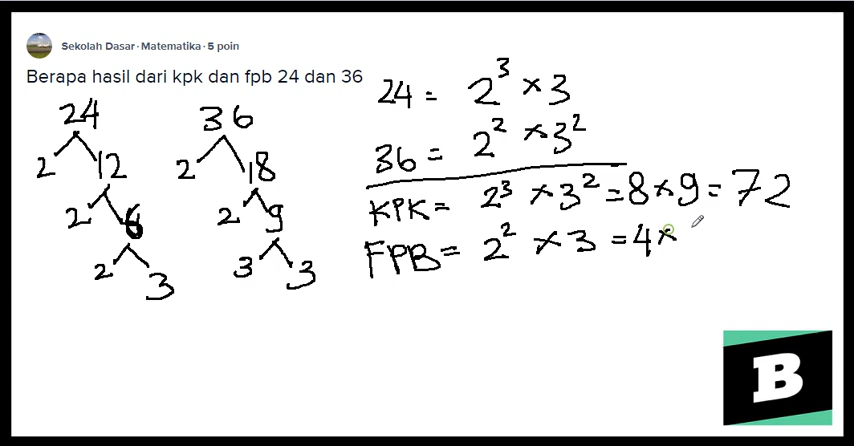 Sekolah Dasar · Matematika · 5 poin
Berapa hasil dari kpk dan fpb 24 dan 36
24
2 12
2 6
2 3
36
2 18
2 9
3 3
24 = 2³ × 3
36 = 2² × 3²
KPK = 2³ × 3² = 8 × 9 = 72
FPB = 2² × 3 = 4 ×
B